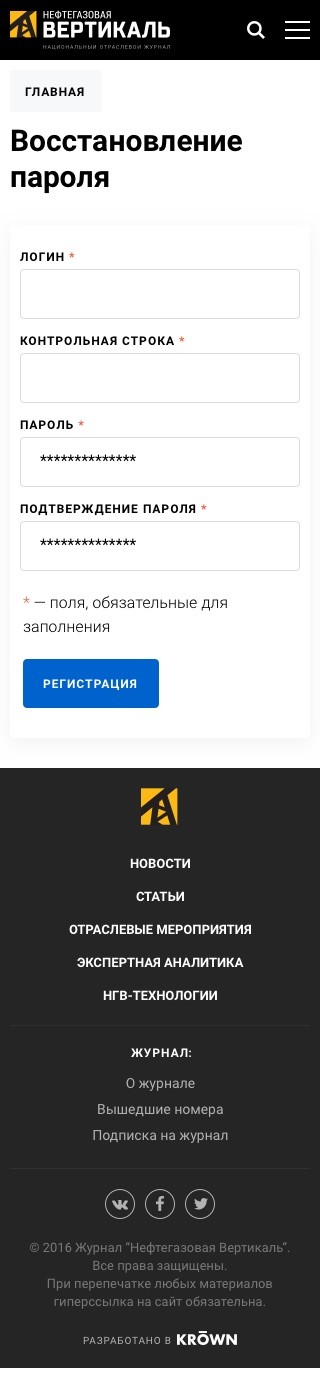 НЕФТЕГАЗОВАЯ
ВЕРТИКАЛЬ
НАЦИОНАЛЬНЫЙ ОТРАСЛЕВОЙ ЖУРНАЛ
ГЛАВНАЯ
Восстановление
пароля
ЛОГИН *
КОНТРОЛЬНАЯ СТРОКА *
ПАРОЛЬ *
**************
ПОДТВЕРЖДЕНИЕ ПАРОЛЯ *
**************
* — поля, обязательные для
заполнения
РЕГИСТРАЦИЯ
НОВОСТИ
СТАТЬИ
ОТРАСЛЕВЫЕ МЕРОПРИЯТИЯ
ЭКСПЕРТНАЯ АНАЛИТИКА
НГВ-ТЕХНОЛОГИИ
ЖУРНАЛ:
О журнале
Вышедшие номера
Подписка на журнал
© 2016 Журнал “Нефтегазовая Вертикаль”.
Все права защищены.
При перепечатке любых материалов
гиперссылка на сайт обязательна.
РАЗРАБОТАНО В KRŌWN